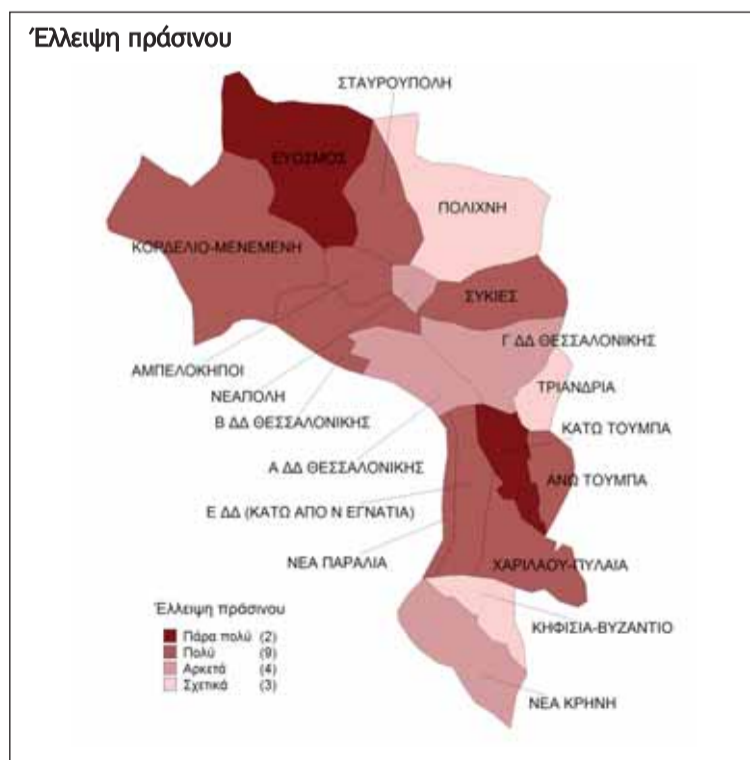 Έλλειψη πράσινου
ΣΤΑΥΡΟΥΠΟΛΗ
ΕΥΟΣΜΟΣ
ΠΟΛΙΧΝΗ
ΚΟΡΔΕΛΙΟ-ΜΕΝΕΜΕΝΗ
ΣΥΚΙΕΣ
Γ ΔΔ ΘΕΣΣΑΛΟΝΙΚΗΣ
ΑΜΠΕΛΟΚΗΠΟΙ
ΤΡΙΑΝΔΡΙΑ
ΝΕΑΠΟΛΗ
Β ΔΔ ΘΕΣΣΑΛΟΝΙΚΗΣ
ΚΑΤΩ ΤΟΥΜΠΑ
Α ΔΔ ΘΕΣΣΑΛΟΝΙΚΗΣ
ΑΝΩ ΤΟΥΜΠΑ
Ε ΔΔ (ΚΑΤΩ ΑΠΟ Ν ΕΓΝΑΤΙΑ)
ΝΕΑ ΠΑΡΑΛΙΑ
ΧΑΡΙΛΑΟΥ-ΠΥΛΑΙΑ
ΚΗΦΙΣΙΑ-ΒΥΖΑΝΤΙΟ
ΝΕΑ ΚΡΗΝΗ
Έλλειψη πράσινου
Πάρα πολύ (2)
Πολύ (9)
Αρκετά (4)
Σχετικά (3)